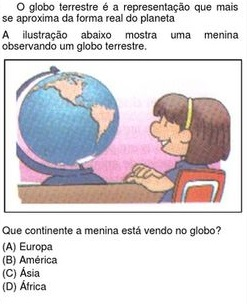 O globo terrestre é a representação que mais
se aproxima da forma real do planeta
A ilustração abaixo mostra uma menina
observando um globo terrestre.
Que continente a menina está vendo no globo?
(A) Europa
(B) América
(C) Ásia
(D) África